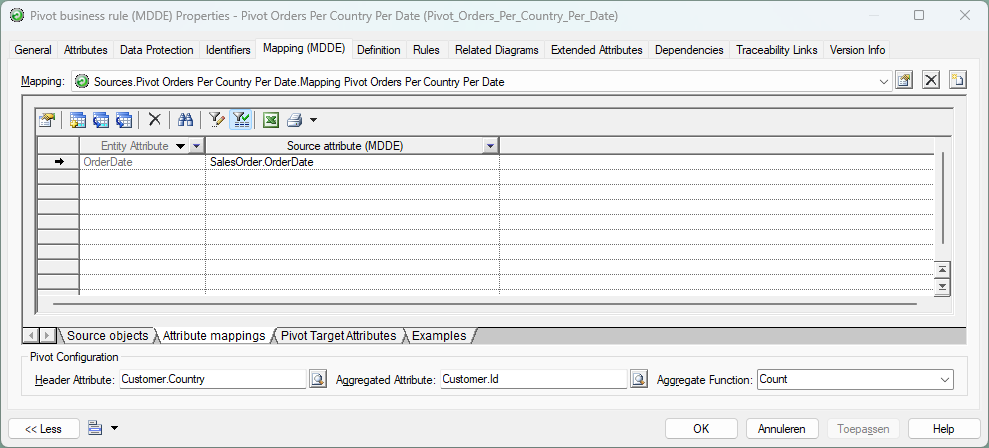 Pivot business rule (MDDE) Properties - Pivot Orders Per Country Per Date (Pivot_Orders_Per_Country_Per_Date)
General Attributes Data Protection Identifiers Mapping (MDDE) Definition Rules Related Diagrams Extended Attributes Dependencies Traceability Links Version Info
Mapping: Sources.Pivot Orders Per Country Per Date.Mapping Pivot Orders Per Country Per Date
Entity Attribute Source attribute (MDDE)
OrderDate SalesOrder.OrderDate
Source objects Attribute mappings Pivot Target Attributes Examples
Pivot Configuration
Header Attribute: Customer.Country Aggregated Attribute: Customer.Id Aggregate Function: Count
<< Less OK Annuleren Toepassen Help